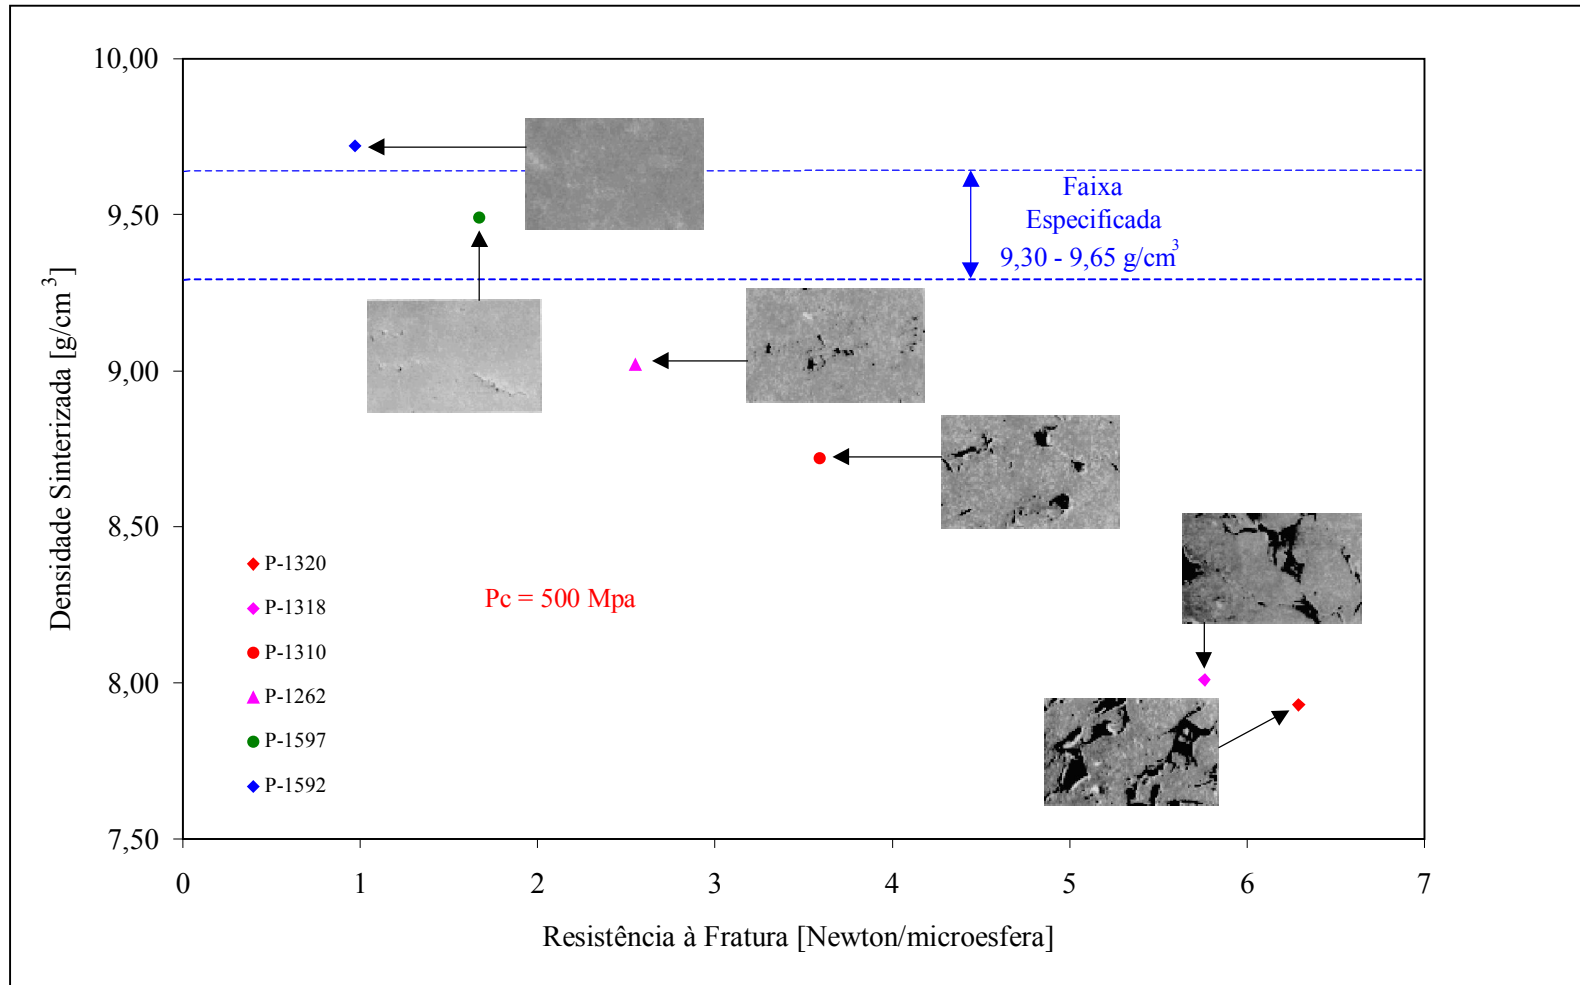 10,00
9,50
9,00
8,50
8,00
7,50
Densidade Sinterizada [g/cm³]
Faixa
Especificada
9,30 - 9,65 g/cm³
P-1320
P-1318
P-1310
P-1262
P-1597
P-1592
Pc = 500 Mpa
0 1 2 3 4 5 6 7
Resistência à Fratura [Newton/microesfera]